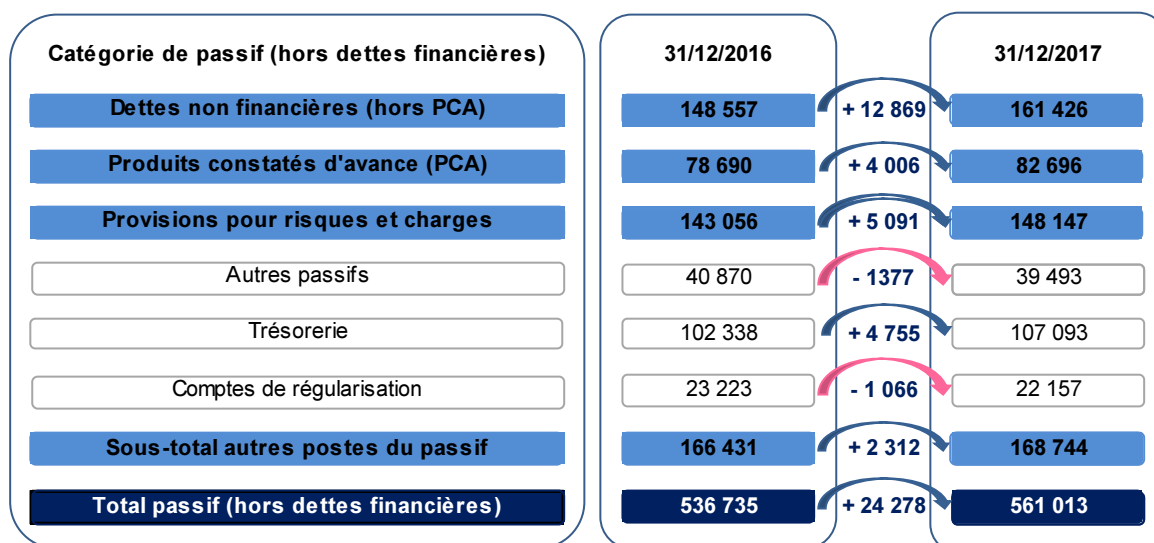 Catégorie de passif (hors dettes financières) 31/12/2016 31/12/2017
Dettes non financières (hors PCA) 148 557 + 12 869 161 426
Produits constatés d'avance (PCA) 78 690 + 4 006 82 696
Provisions pour risques et charges 143 056 + 5 091 148 147
Autres passifs 40 870 - 1377 39 493
Trésorerie 102 338 + 4 755 107 093
Comptes de régularisation 23 223 - 1 066 22 157
Sous-total autres postes du passif 166 431 + 2 312 168 744
Total passif (hors dettes financières) 536 735 + 24 278 561 013